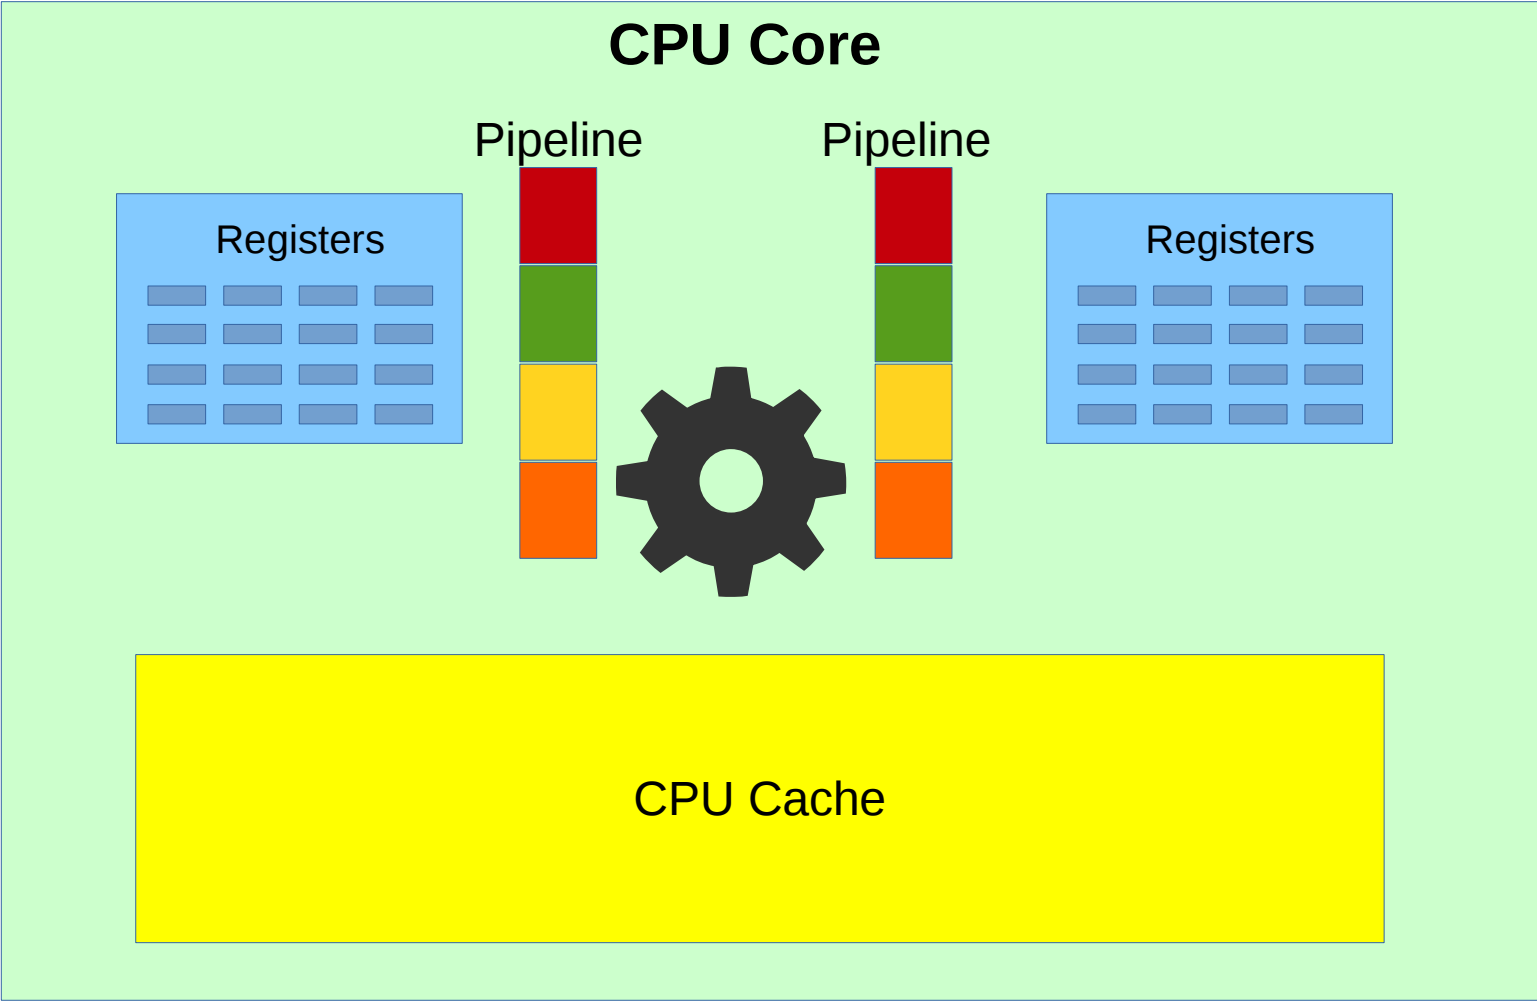 CPU Core
Pipeline
Pipeline
Registers
Registers
CPU Cache